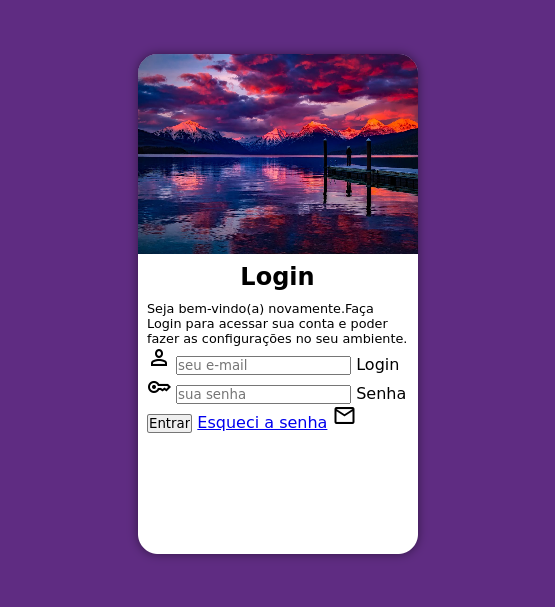 Login
Seja bem-vindo(a) novamente.Faça
Login para acessar sua conta e poder
fazer as configurações no seu ambiente.
seu e-mail Login
sua senha Senha
Entrar Esqueci a senha